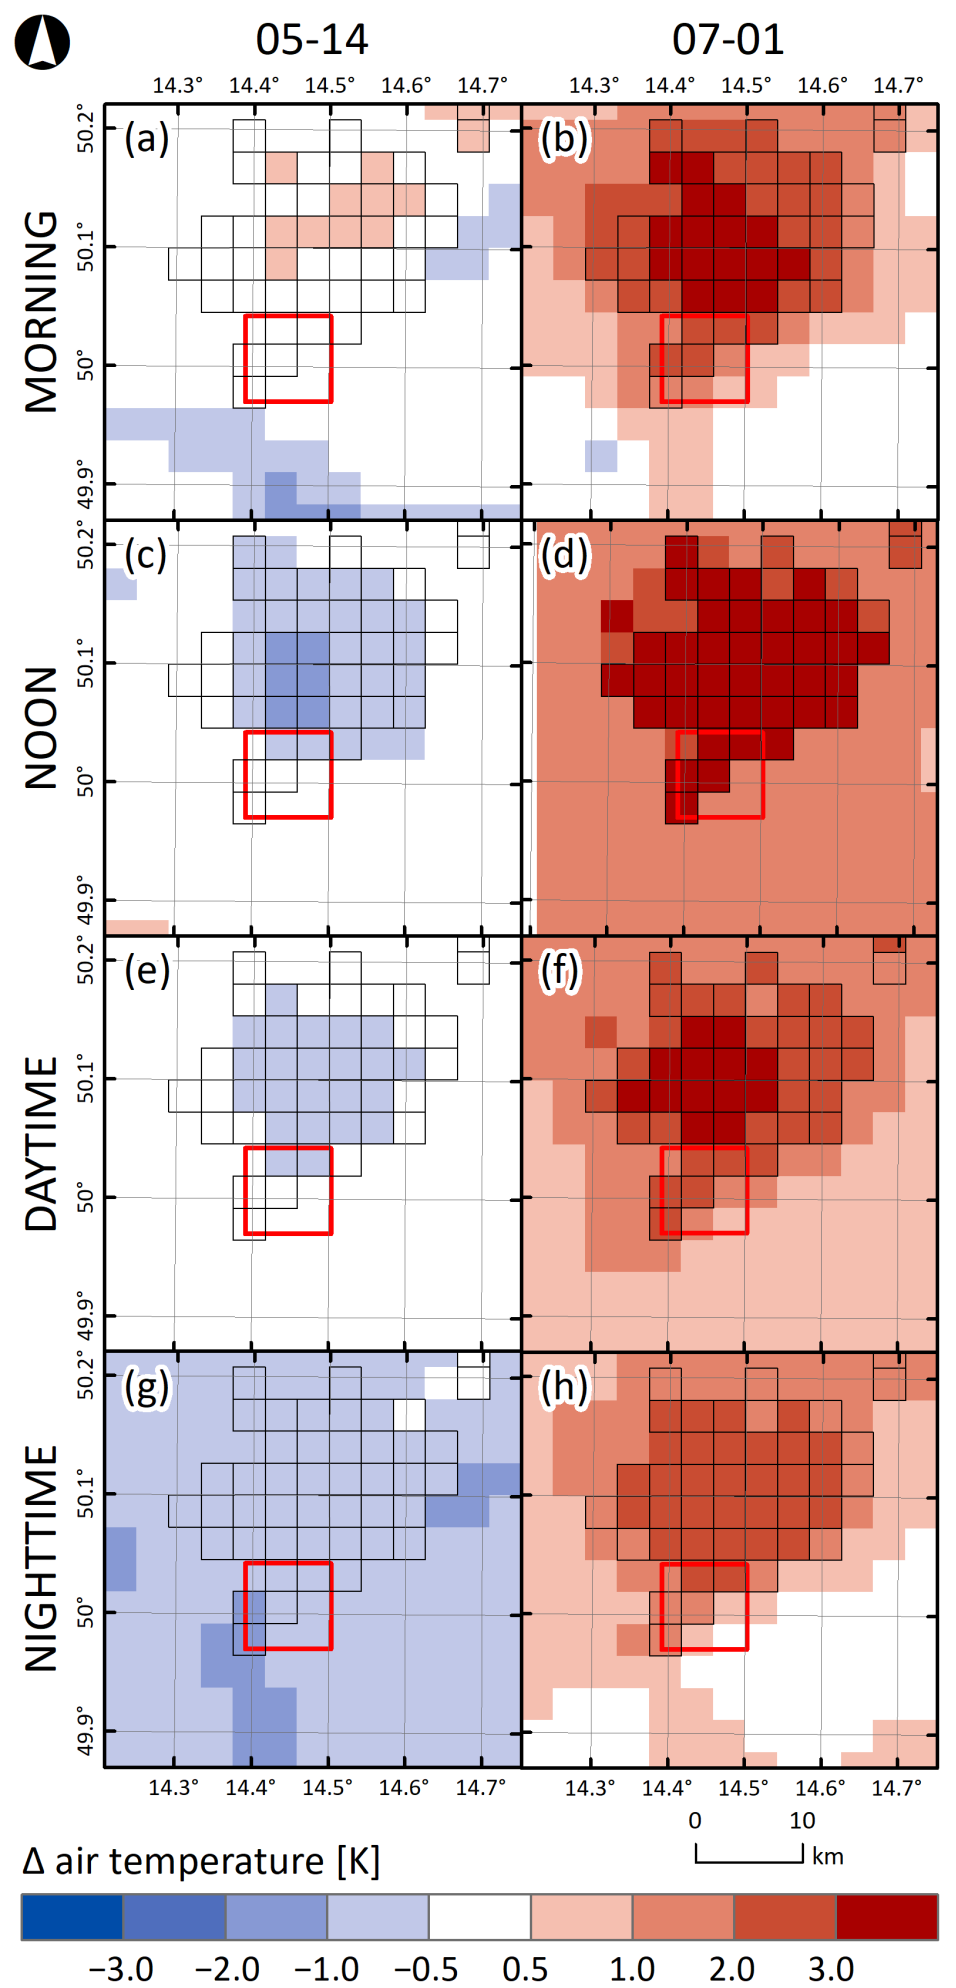 05-14 07-01
14.3° 14.4° 14.5° 14.6° 14.7° 14.3° 14.4° 14.5° 14.6° 14.7°
MORNING
50.2° 50.1° 50° 49.9°
(a) (b)
NOON
50.2° 50.1° 50° 49.9°
(c) (d)
DAYTIME
50.2° 50.1° 50° 49.9°
(e) (f)
NIGHTTIME
50.2° 50.1° 50° 49.9°
(g) (h)
14.3° 14.4° 14.5° 14.6° 14.7° 14.3° 14.4° 14.5° 14.6° 14.7°
0 10
km
Δ air temperature [K]
−3.0 −2.0 −1.0 −0.5 0.5 1.0 2.0 3.0